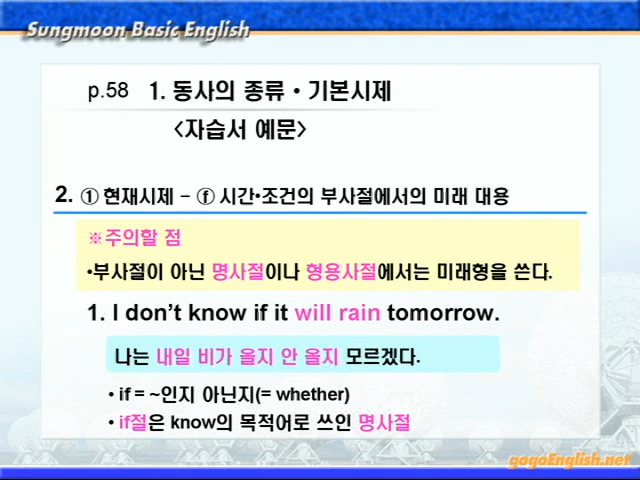 Sungmoon Basic English
p.58 1. 동사의 종류・기본시제
<자습서 예문>
2. ① 현재시제 - ⓕ 시간・조건의 부사절에서의 미래 대용
※주의할 점
•부사절이 아닌 명사절이나 형용사절에서는 미래형을 쓴다.
1. I don't know if it will rain tomorrow.
나는 내일 비가 올지 안 올지 모르겠다.
• if = ~인지 아닌지(= whether)
• if절은 know의 목적어로 쓰인 명사절
gogoEnglish.net